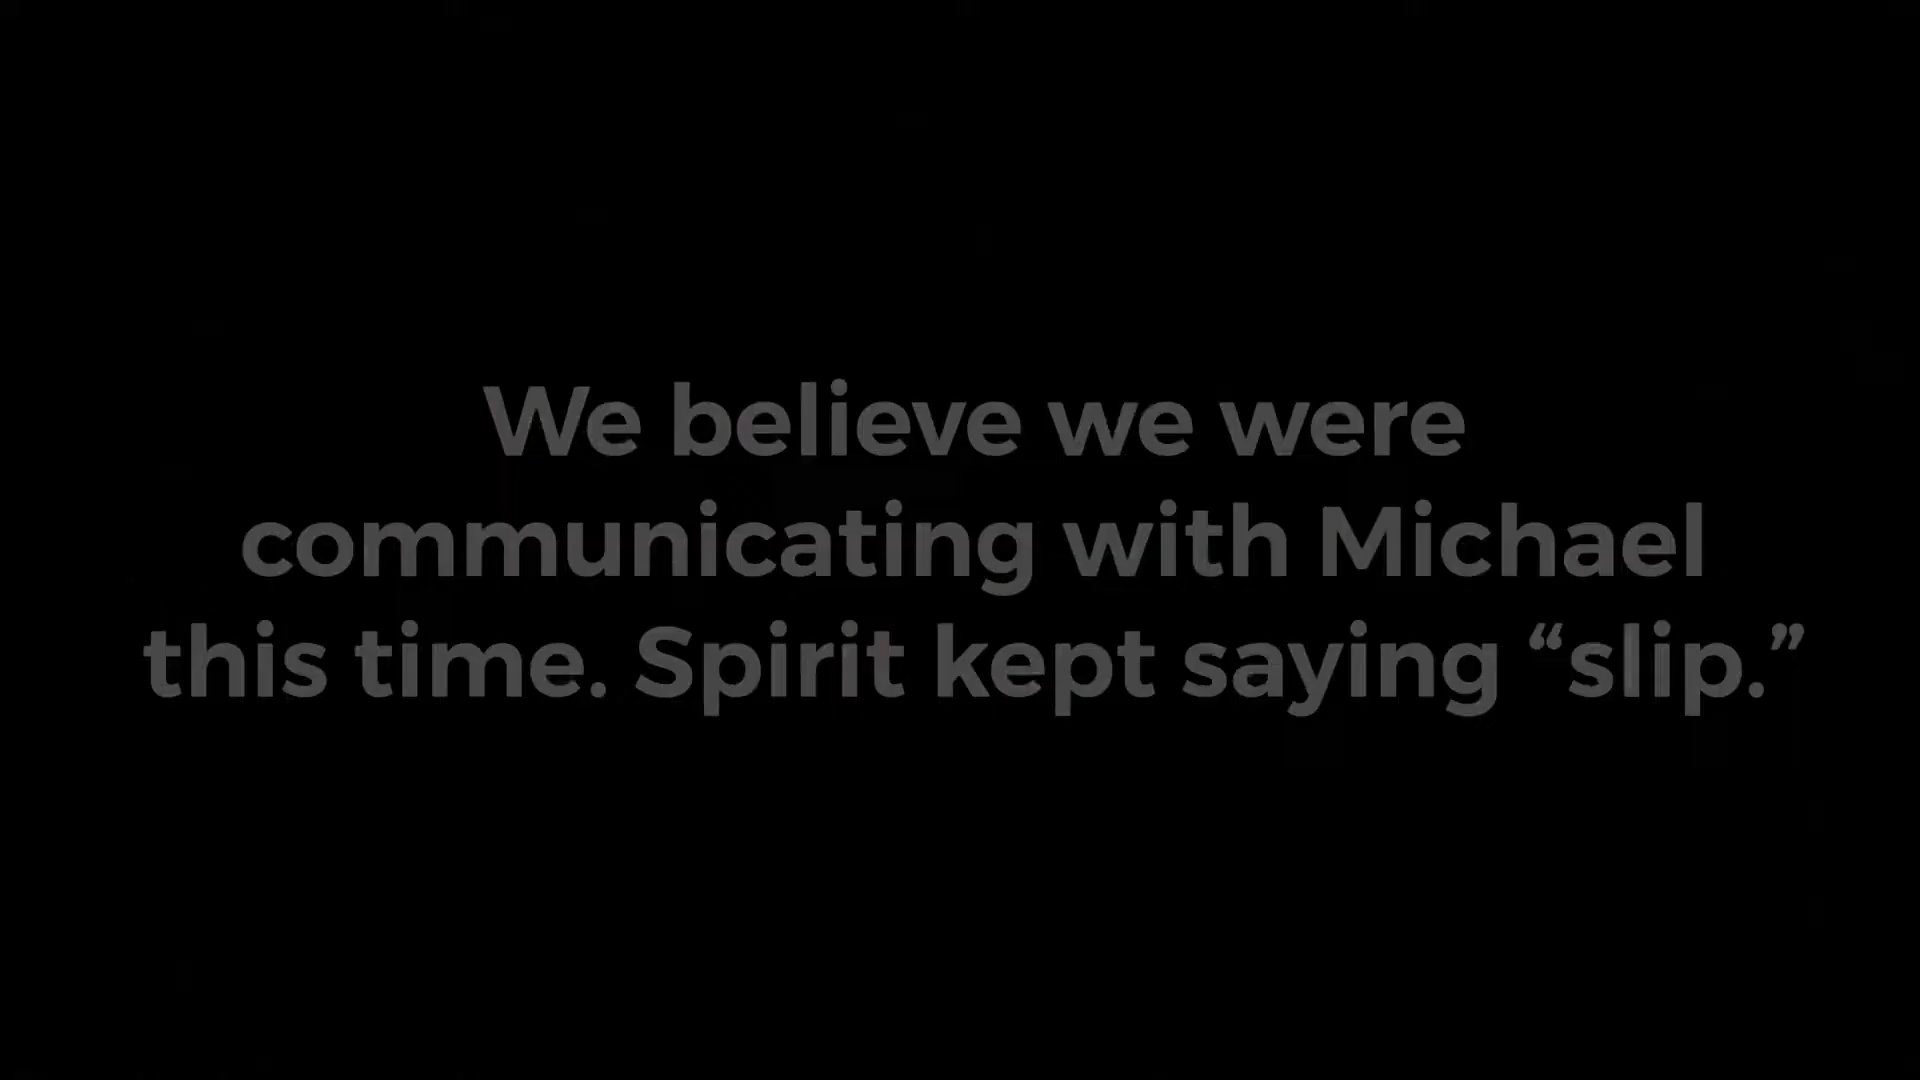 We believe we were
communicating with Michael
this time. Spirit kept saying “slip.”